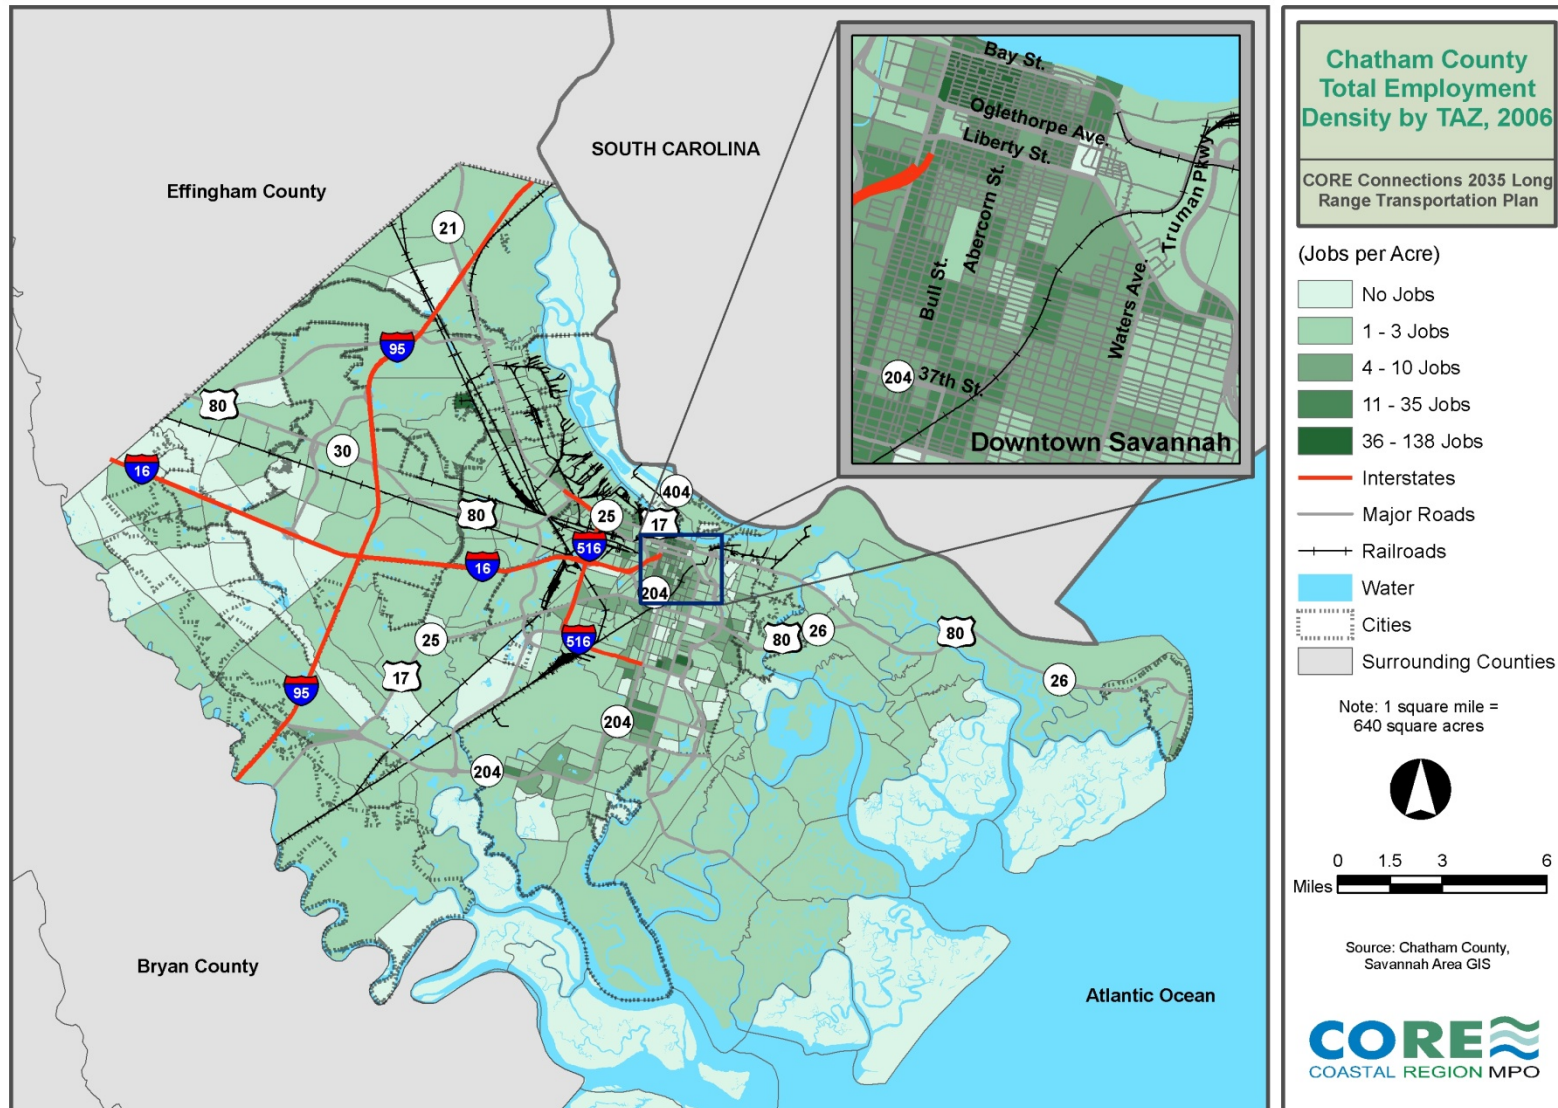 SOUTH CAROLINA
Effingham County
21
95
80
30
16
80
16
404
25
17
516
204
516
25
17
95
204
204
80
26
80
26
Bryan County
Atlantic Ocean
Bay St.
Oglethorpe Ave.
Liberty St.
Abercorn St.
Bull St.
Truman Pkwy
Waters Ave.
204
37th St.
Downtown Savannah
Chatham County
Total Employment
Density by TAZ, 2006
CORE Connections 2035 Long
Range Transportation Plan
(Jobs per Acre)
No Jobs
1 - 3 Jobs
4 - 10 Jobs
11 - 35 Jobs
36 - 138 Jobs
Interstates
Major Roads
Railroads
Water
Cities
Surrounding Counties
Note: 1 square mile =
640 square acres
0 1.5 3 6
Miles
Source: Chatham County,
Savannah Area GIS
CORE
COASTAL REGION MPO